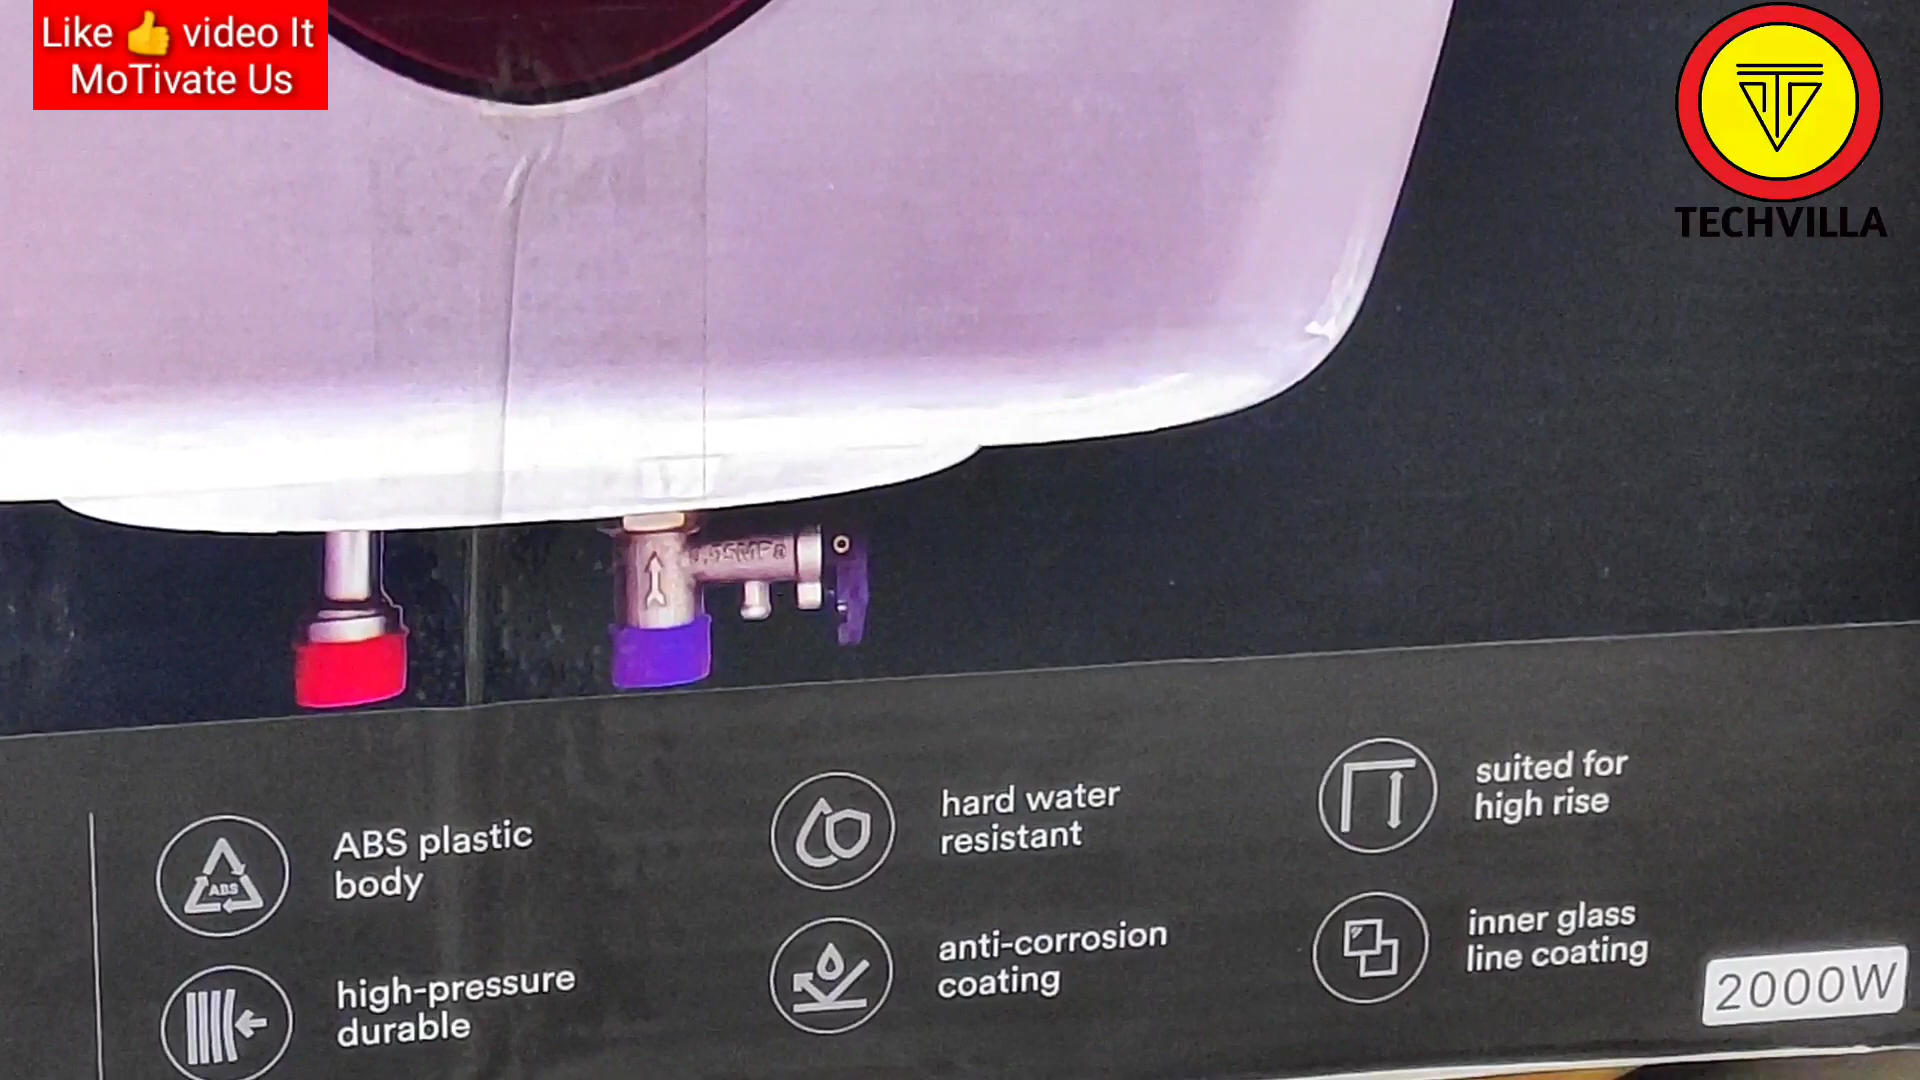 Like 👍 video It
MoTivate Us
TECHVILLA
ABS plastic
body
ABS
high-pressure
durable
hard water
resistant
anti-corrosion
coating
suited for
high rise
inner glass
line coating
2000W